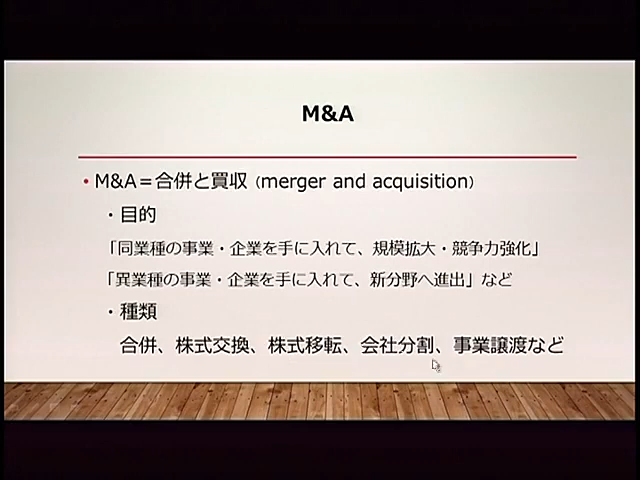 M&A
・M&A＝合併と買収（merger and acquisition）
・目的
「同業種の事業・企業を手に入れて、規模拡大・競争力強化」
「異業種の事業・企業を手に入れて、新分野へ進出」など
・種類
合併、株式交換、株式移転、会社分割、事業譲渡など